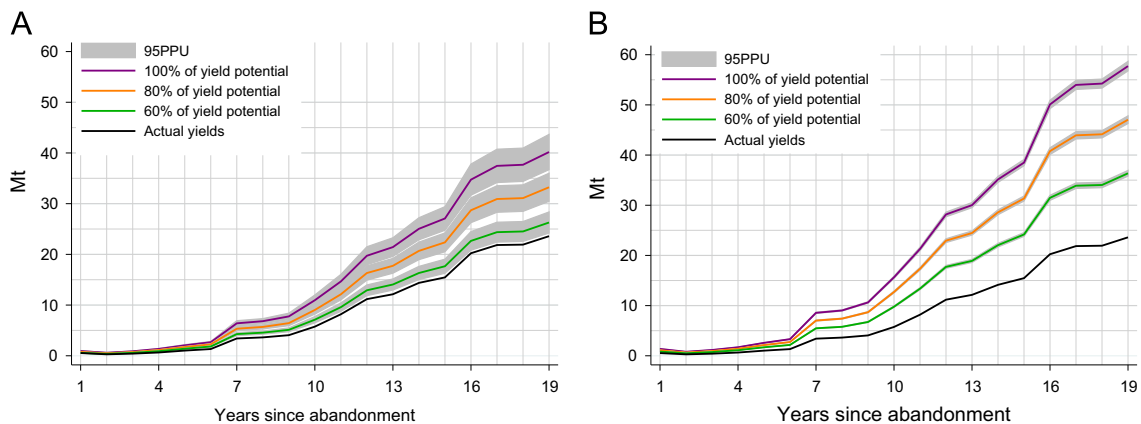 A
Mt
60
50
40
30
20
10
0
95PPU
100% of yield potential
80% of yield potential
60% of yield potential
Actual yields
1 4 7 10 13 16 19
Years since abandonment
B
Mt
60
50
40
30
20
10
0
95PPU
100% of yield potential
80% of yield potential
60% of yield potential
Actual yields
1 4 7 10 13 16 19
Years since abandonment